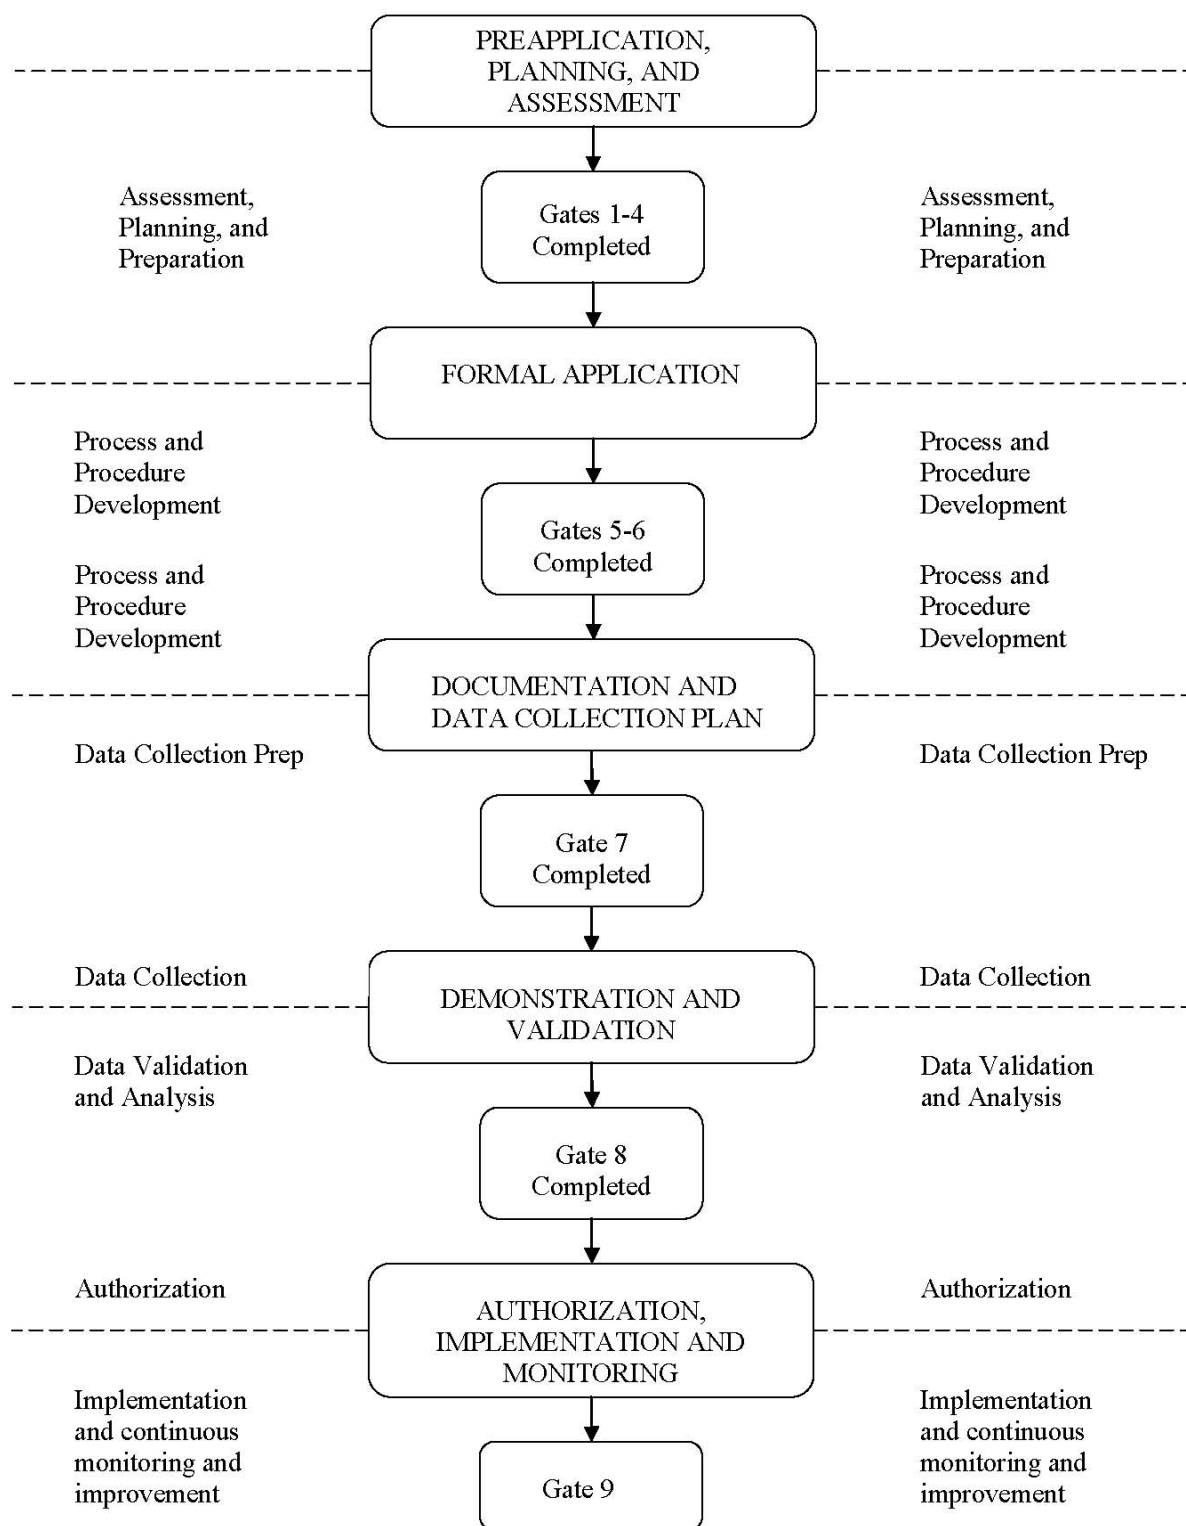 PREAPPLICATION,
PLANNING, AND
ASSESSMENT
Assessment,
Planning, and
Preparation
Gates 1-4
Completed
Assessment,
Planning, and
Preparation
FORMAL APPLICATION
Process and
Procedure
Development
Process and
Procedure
Development
Gates 5-6
Completed
Process and
Procedure
Development
Process and
Procedure
Development
DOCUMENTATION AND
DATA COLLECTION PLAN
Data Collection Prep
Data Collection Prep
Gate 7
Completed
Data Collection
Data Collection
DEMONSTRATION AND
VALIDATION
Data Validation
and Analysis
Data Validation
and Analysis
Gate 8
Completed
Authorization
Authorization
AUTHORIZATION,
IMPLEMENTATION AND
MONITORING
Implementation
and continuous
monitoring and
improvement
Implementation
and continuous
monitoring and
improvement
Gate 9